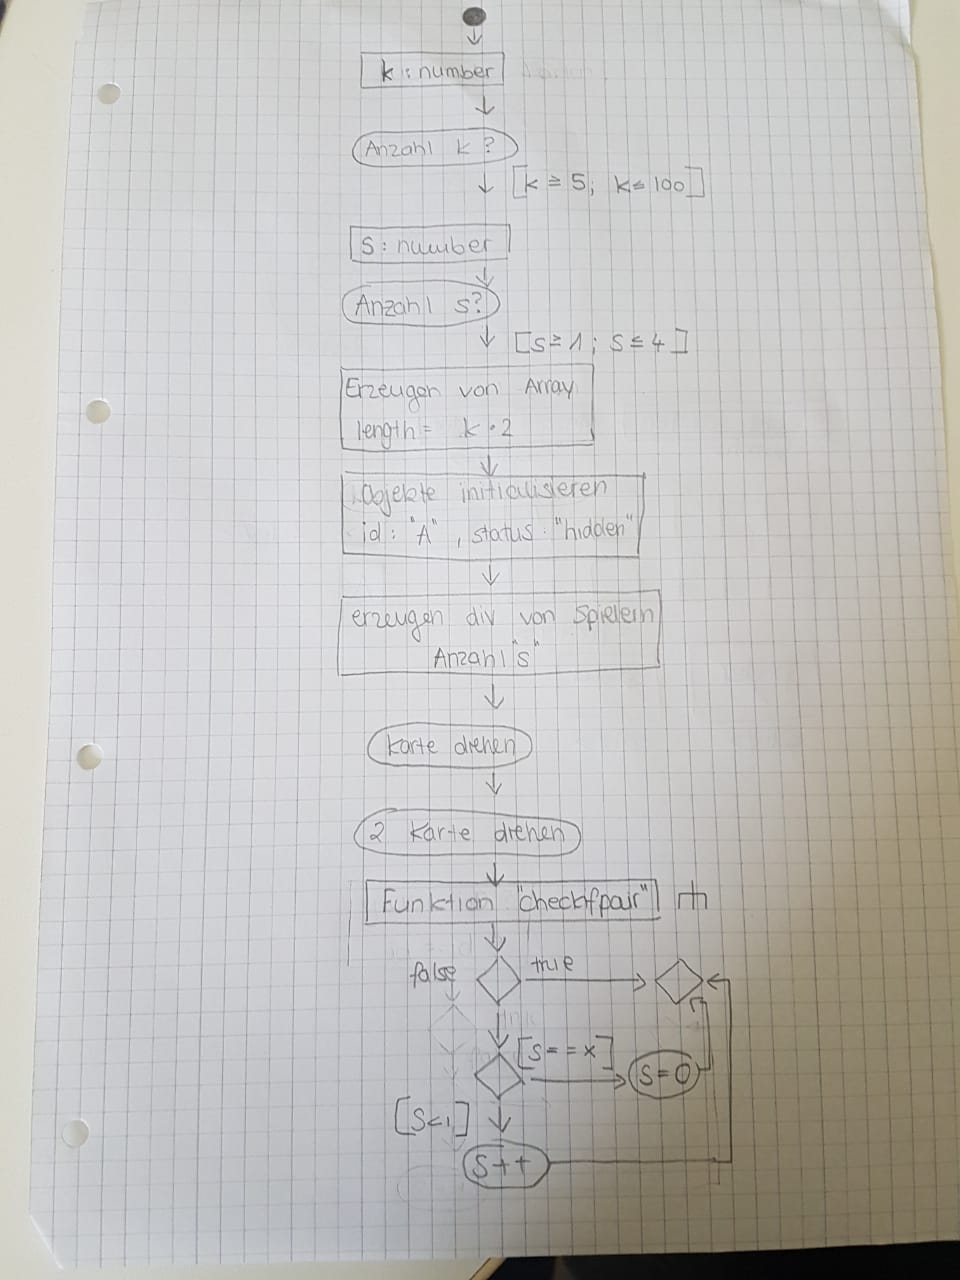 k : number
Anzahl k ?
[k ≥ 5; k ≤ 100]
S : number
Anzahl s?
[s ≥ 1 ; s ≤ 4 ]
Erzeugen von Array
length = k · 2
Objekte initialisieren
id : "A" , status : "hidden"
erzeugen div von Spielern
Anzahl "s"
Karte drehen
2 Karte drehen
Funktion "checkifpair"
false
true
[s = = x]
s = 0
s++